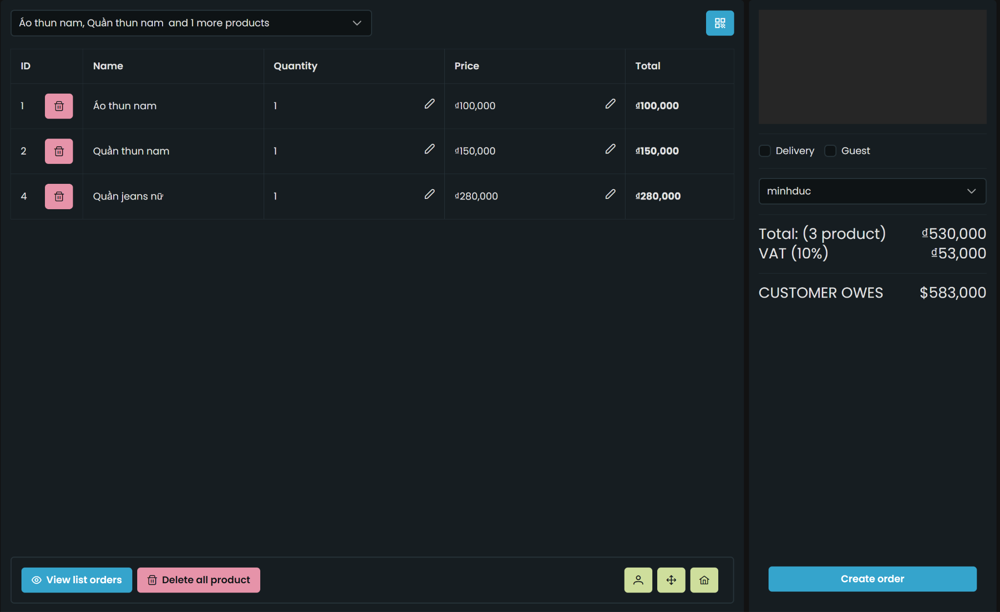 Áo thun nam, Quần thun nam and 1 more products
ID Name Quantity Price Total
1 Áo thun nam 1 ₫100,000 ₫100,000
2 Quần thun nam 1 ₫150,000 ₫150,000
4 Quần jeans nữ 1 ₫280,000 ₫280,000
View list orders Delete all product
Delivery Guest
minhduc
Total: (3 product) ₫530,000
VAT (10%) ₫53,000
CUSTOMER OWES $583,000
Create order